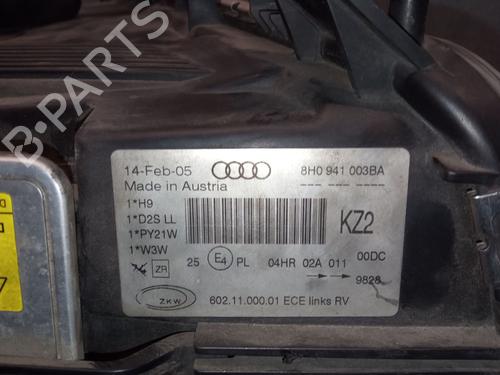 B-PARTS
14-Feb-05 8H0 941 003BA
Made in Austria --- --- --- ---
1*H9
1*D2S LL
1*PY21W KZ2
1*W3W
ZR 25 E4 PL 04HR 02A 011 00DC
9828
ZKW 602.11.000.01 ECE links RV
7